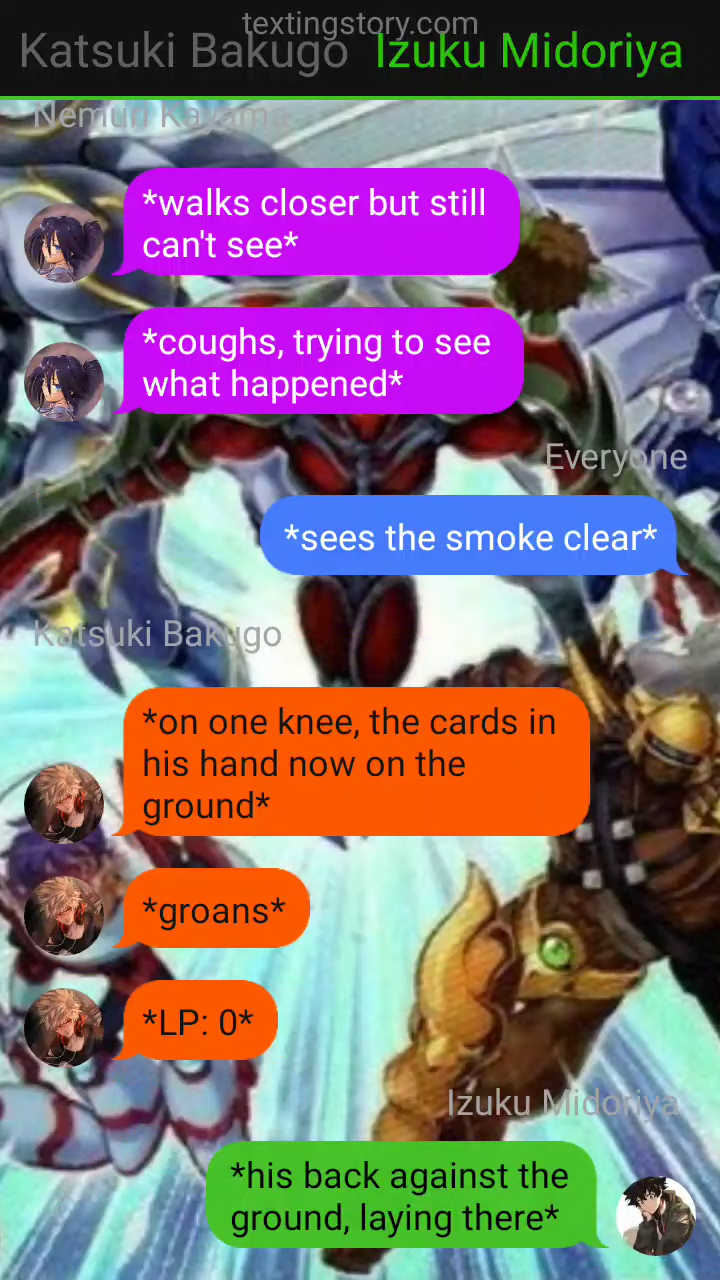 textingstory.com
Katsuki Bakugo Izuku Midoriya
Nemuri Kayama
*walks closer but still
can't see*
*coughs, trying to see
what happened*
Everyone
*sees the smoke clear*
Katsuki Bakugo
*on one knee, the cards in
his hand now on the
ground*
*groans*
*LP: 0*
Izuku Midoriya
*his back against the
ground, laying there*